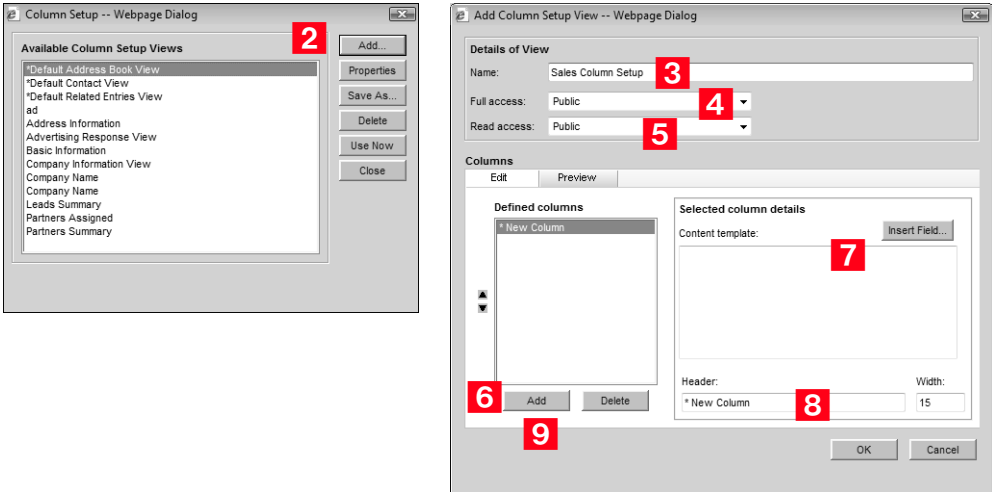 Column Setup -- Webpage Dialog
2
Available Column Setup Views
Add...
*Default Address Book View
Properties
*Default Contact View
*Default Related Entries View
Save As...
ad
Address Information
Delete
Advertising Response View
Basic Information
Use Now
Company Information View
Company Name
Close
Company Name
Leads Summary
Partners Assigned
Partners Summary
Add Column Setup View -- Webpage Dialog
Details of View
Name: Sales Column Setup 3
Full access: Public 4
Read access: Public 5
Columns
Edit Preview
Defined columns
* New Column
Selected column details
Content template: Insert Field...
7
6 Add Delete
9
Header: Width:
* New Column 8 15
OK Cancel